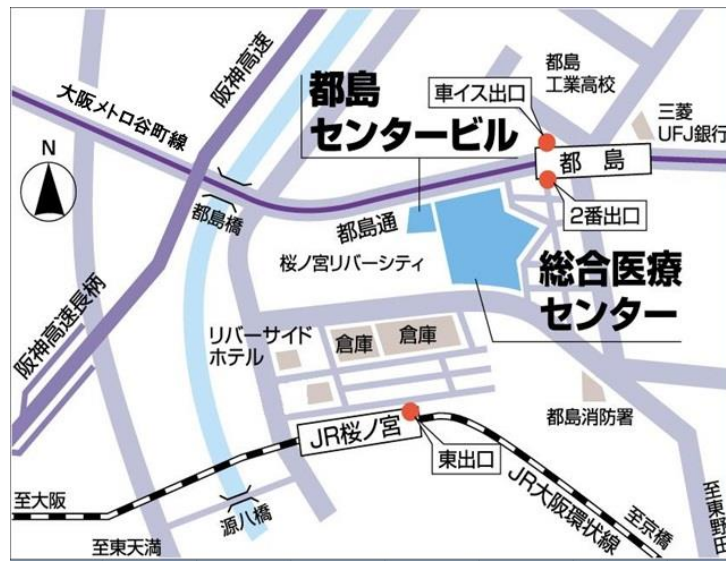 阪神高速
大阪メトロ谷町線
都島
センタービル
都島
工業高校
車イス出口
三菱
UFJ銀行
N
都島
2番出口
都島橋
都島通
桜ノ宮リバーシティ
総合医療
センター
阪神高速長柄
リバーサイド
ホテル
倉庫
倉庫
都島消防署
JR桜ノ宮
東出口
JR大阪環状線
至大阪
至東天満
源八橋
至京橋
至東野田